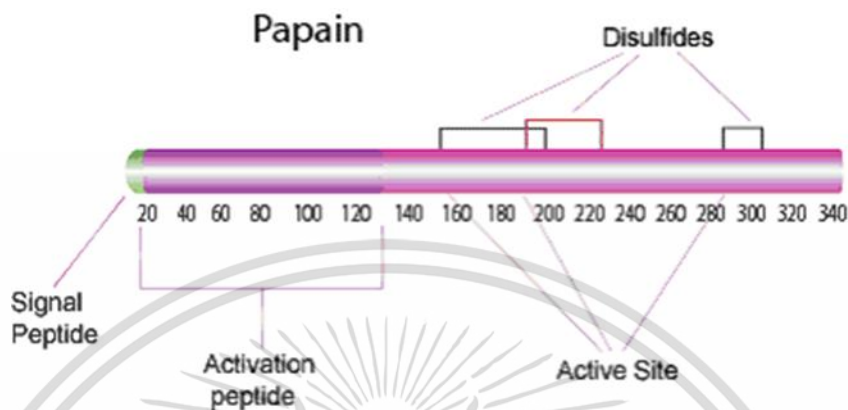 Papain
Disulfides
20 40 60 80 100 120 140 160 180 200 220 240 260 280 300 320 340
Signal
Peptide
Activation
peptide
Active Site